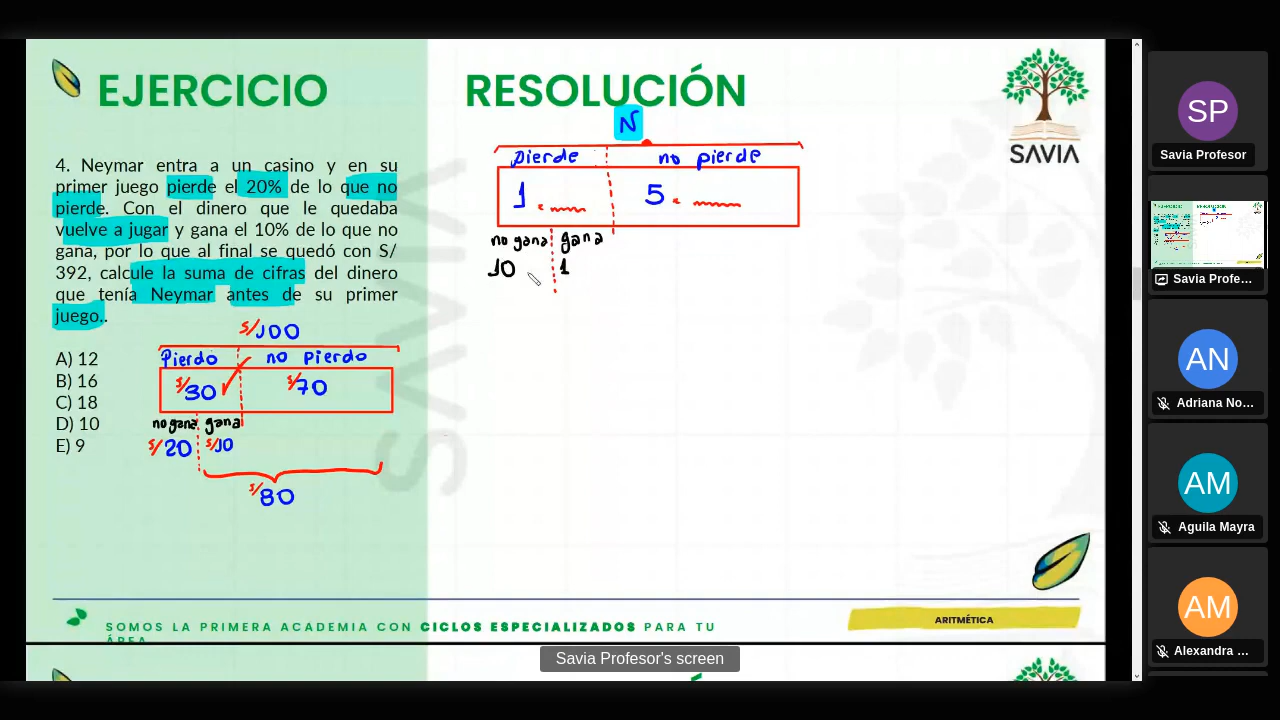 EJERCICIO
4. Neymar entra a un casino y en su
primer juego pierde el 20% de lo que no
pierde. Con el dinero que le quedaba
vuelve a jugar y gana el 10% de lo que no
gana, por lo que al final se quedó con S/
392, calcule la suma de cifras del dinero
que tenía Neymar antes de su primer
juego..
A) 12
B) 16
C) 18
D) 10
E) 9
S/100
Pierdo no pierdo
S/30 S/70
no gana gana
S/20 S/10
S/80
RESOLUCIÓN
N
pierde no pierde
1. 5.
no gana gana
10 1
SAVIA
SAVIA
SOMOS LA PRIMERA ACADEMIA CON CICLOS ESPECIALIZADOS PARA TU
ÁREA
ARITMÉTICA
Savia Profesor's screen
SP
Savia Profesor
Savia Profe...
AN
Adriana No...
AM
Aguila Mayra
AM
Alexandra ...